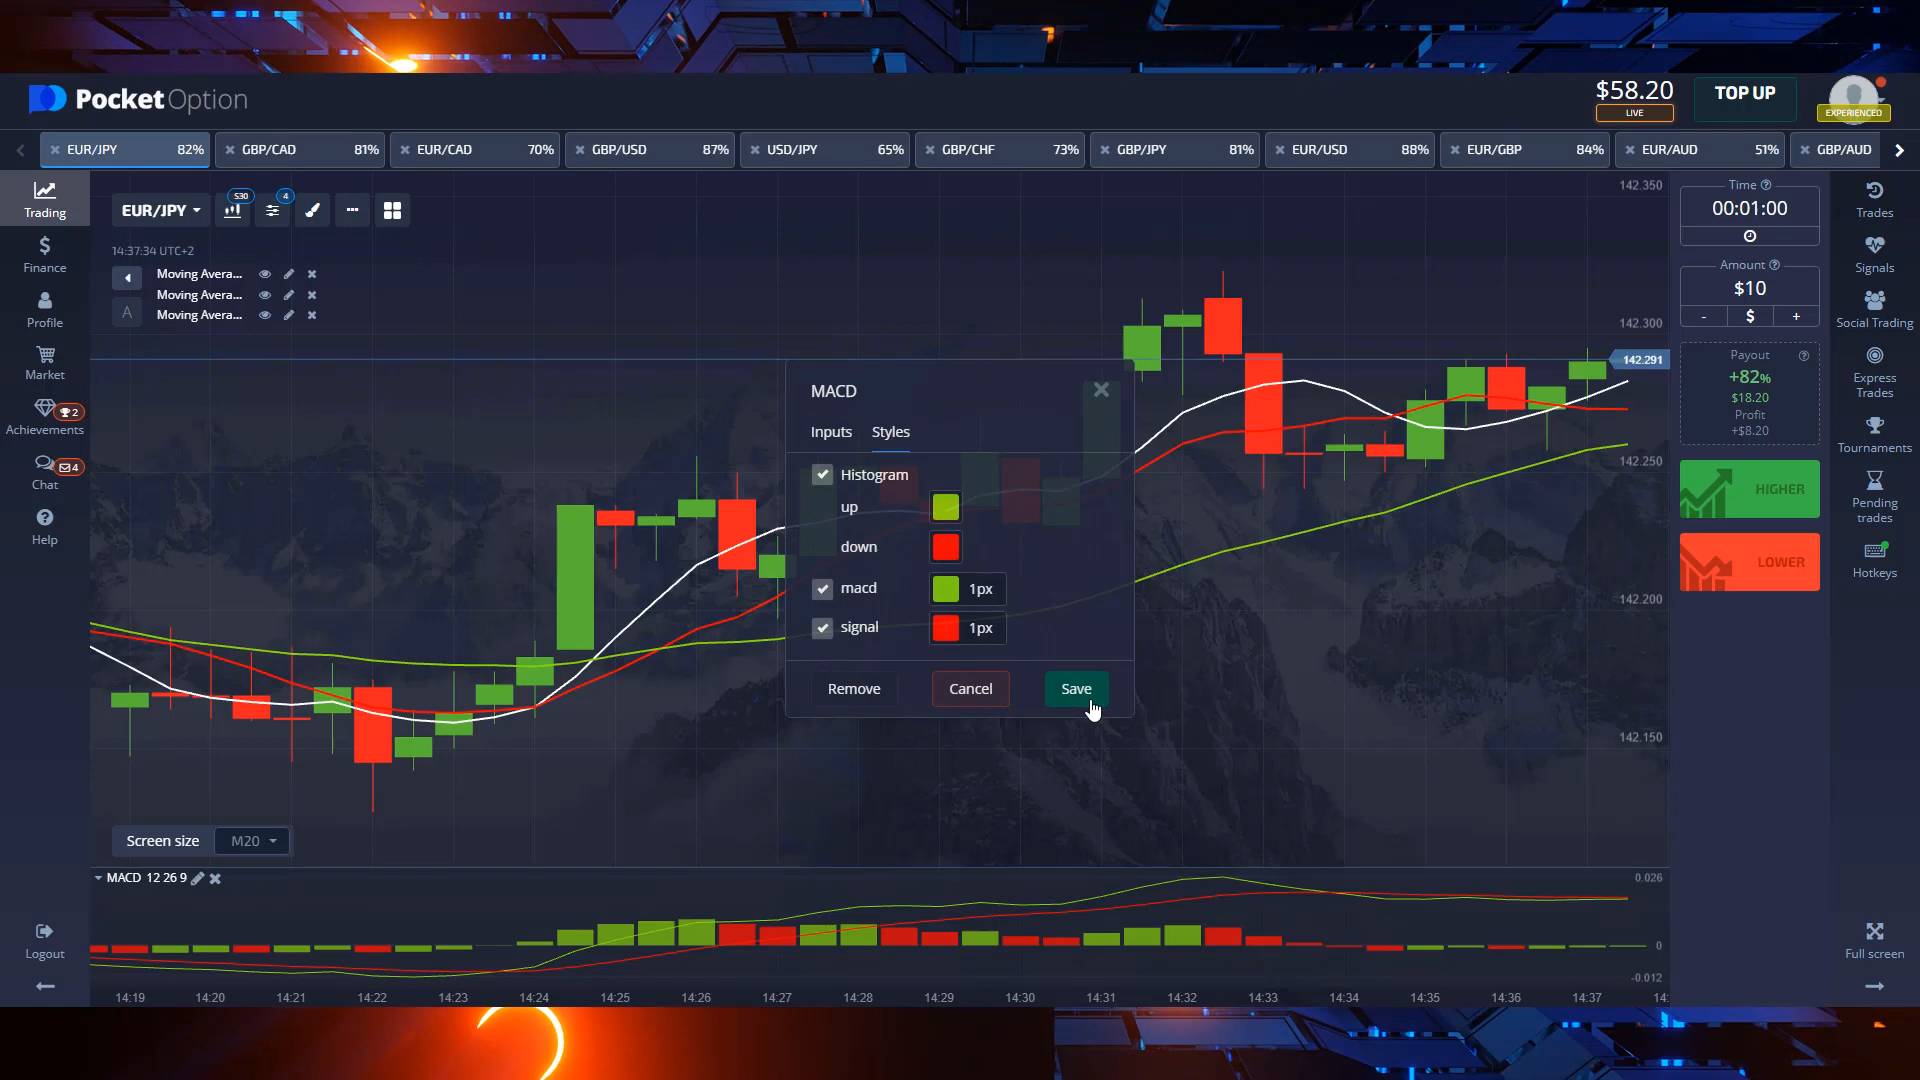 PocketOption
$58.20
LIVE
TOP UP
EXPERIENCED
EUR/JPY 82%
GBP/CAD 81%
EUR/CAD 70%
GBP/USD 87%
USD/JPY 65%
GBP/CHF 73%
GBP/JPY 81%
EUR/USD 88%
EUR/GBP 84%
EUR/AUD 51%
GBP/AUD
Trading
Finance
Profile
Market
2
Achievements
4
Chat
Help
Logout
EUR/JPY
S30
4
14:37:34 UTC+2
Moving Avera...
A
Moving Avera...
Moving Avera...
142.350
142.300
142.291
142.250
142.200
142.150
MACD
Inputs Styles
Histogram
up
down
macd 1px
signal 1px
Remove Cancel Save
Screen size M20
MACD 12 26 9
0.026
0
-0.012
14:19 14:20 14:21 14:22 14:23 14:24 14:25 14:26 14:27 14:28 14:29 14:30 14:31 14:32 14:33 14:34 14:35 14:36 14:37 14:
Time
00:01:00
Amount
$10
- $ +
Payout
+82%
$18.20
Profit
+$8.20
HIGHER
LOWER
Trades
Signals
Social Trading
Express
Trades
Tournaments
Pending
trades
Hotkeys
Full screen